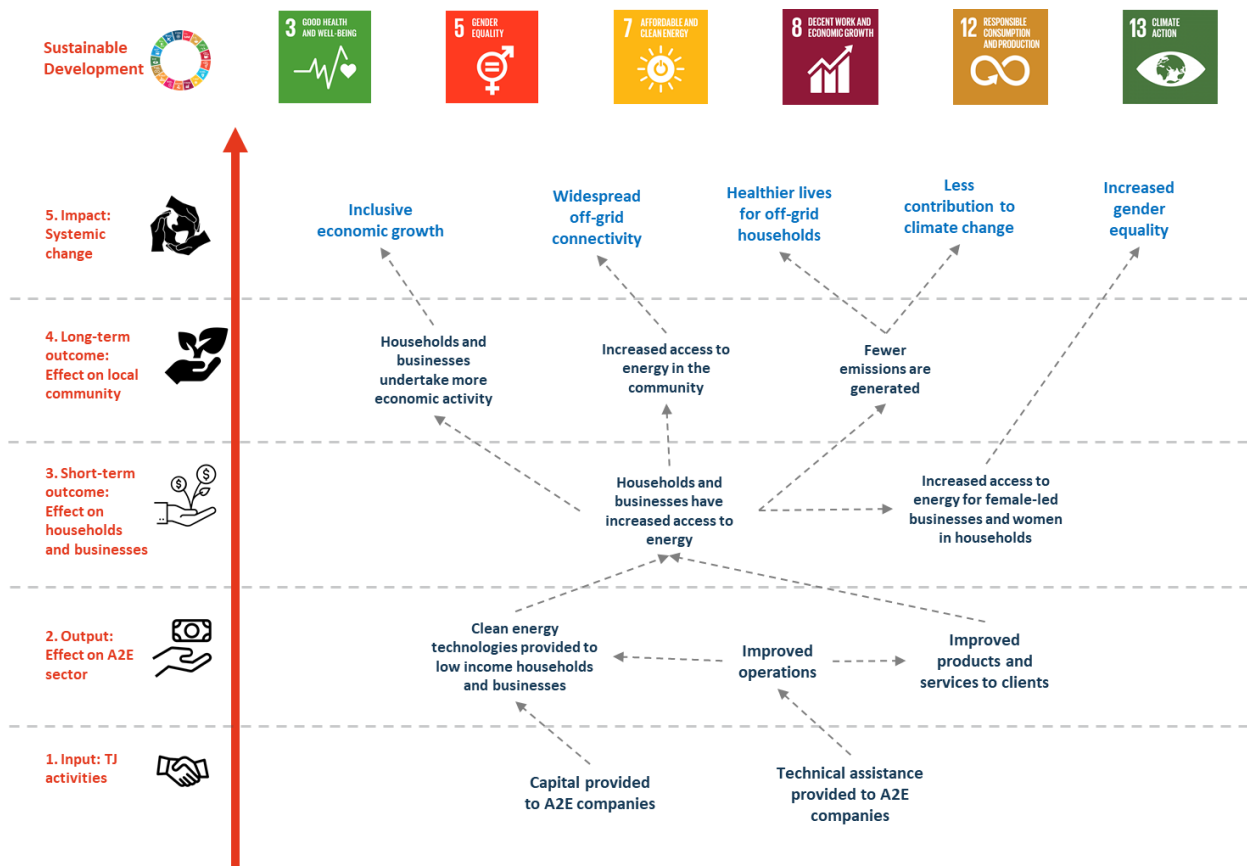 Sustainable
Development
3 GOOD HEALTH
AND WELL-BEING
5 GENDER
EQUALITY
7 AFFORDABLE AND
CLEAN ENERGY
8 DECENT WORK AND
ECONOMIC GROWTH
12 RESPONSIBLE
CONSUMPTION
AND PRODUCTION
13 CLIMATE
ACTION
5. Impact:
Systemic
change
Inclusive
economic growth
Widespread
off-grid
connectivity
Healthier lives
for off-grid
households
Less
contribution to
climate change
Increased
gender
equality
4. Long-term
outcome:
Effect on local
community
Households and
businesses
undertake more
economic activity
Increased access to
energy in the
community
Fewer
emissions are
generated
3. Short-term
outcome:
Effect on
households
and businesses
$
$
Households and
businesses have
increased access to
energy
Increased access to
energy for female-led
businesses and women
in households
2. Output:
Effect on A2E
sector
Clean energy
technologies provided to
low income households
and businesses
Improved
operations
Improved
products and
services to clients
1. Input: TJ
activities
Capital provided
to A2E companies
Technical assistance
provided to A2E
companies